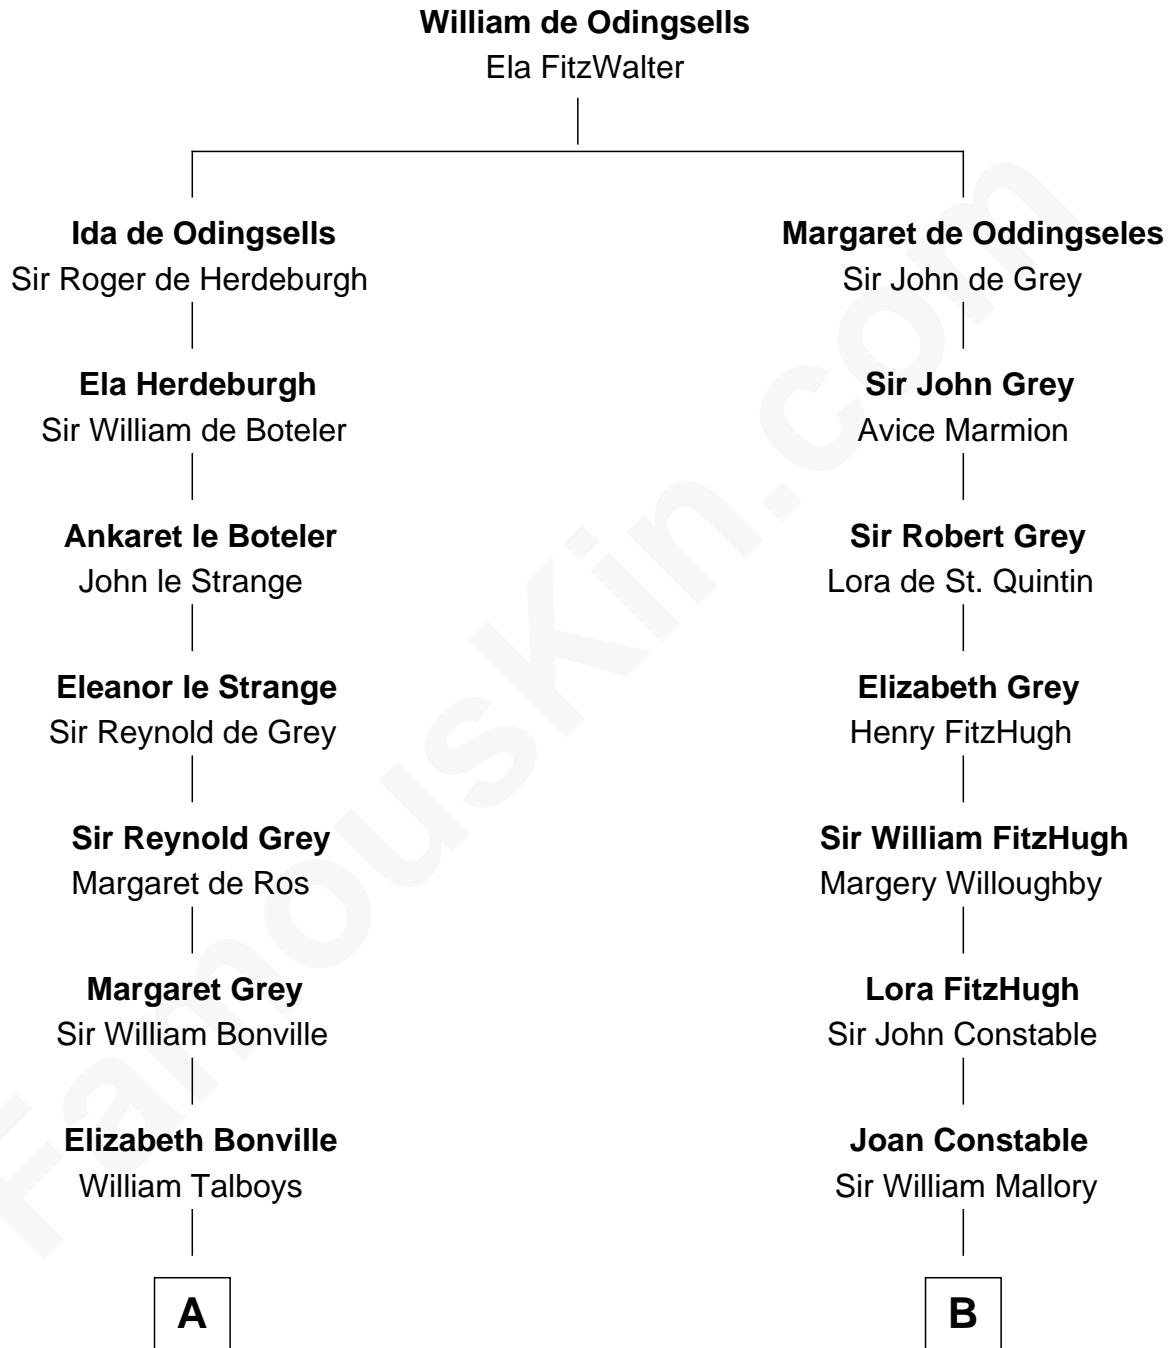 William de Odingsells
Ela FitzWalter
Ida de Odingsells
Sir Roger de Herdeburgh
Margaret de Oddingseles
Sir John de Grey
Ela Herdeburgh
Sir William de Boteler
Sir John Grey
Avice Marmion
Ankaret le Boteler
John le Strange
Sir Robert Grey
Lora de St. Quintin
Eleanor le Strange
Sir Reynold de Grey
Elizabeth Grey
Henry FitzHugh
Sir Reynold Grey
Margaret de Ros
Sir William FitzHugh
Margery Willoughby
Margaret Grey
Sir William Bonville
Lora FitzHugh
Sir John Constable
Elizabeth Bonville
William Talboys
Joan Constable
Sir William Mallory
A
B
FamousKin.com